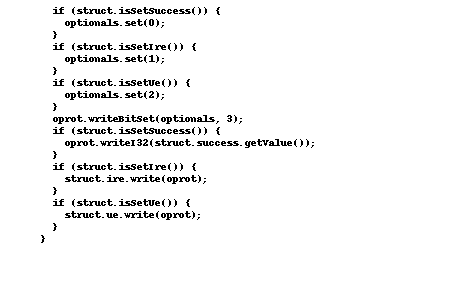 if (struct.isSetSuccess()) {
optionals.set(0);
}
if (struct.isSetIre()) {
optionals.set(1);
}
if (struct.isSetUe()) {
optionals.set(2);
}
oprot.writeBitSet(optionals, 3);
if (struct.isSetSuccess()) {
oprot.writeI32(struct.success.getValue());
}
if (struct.isSetIre()) {
struct.ire.write(oprot);
}
if (struct.isSetUe()) {
struct.ue.write(oprot);
}
}